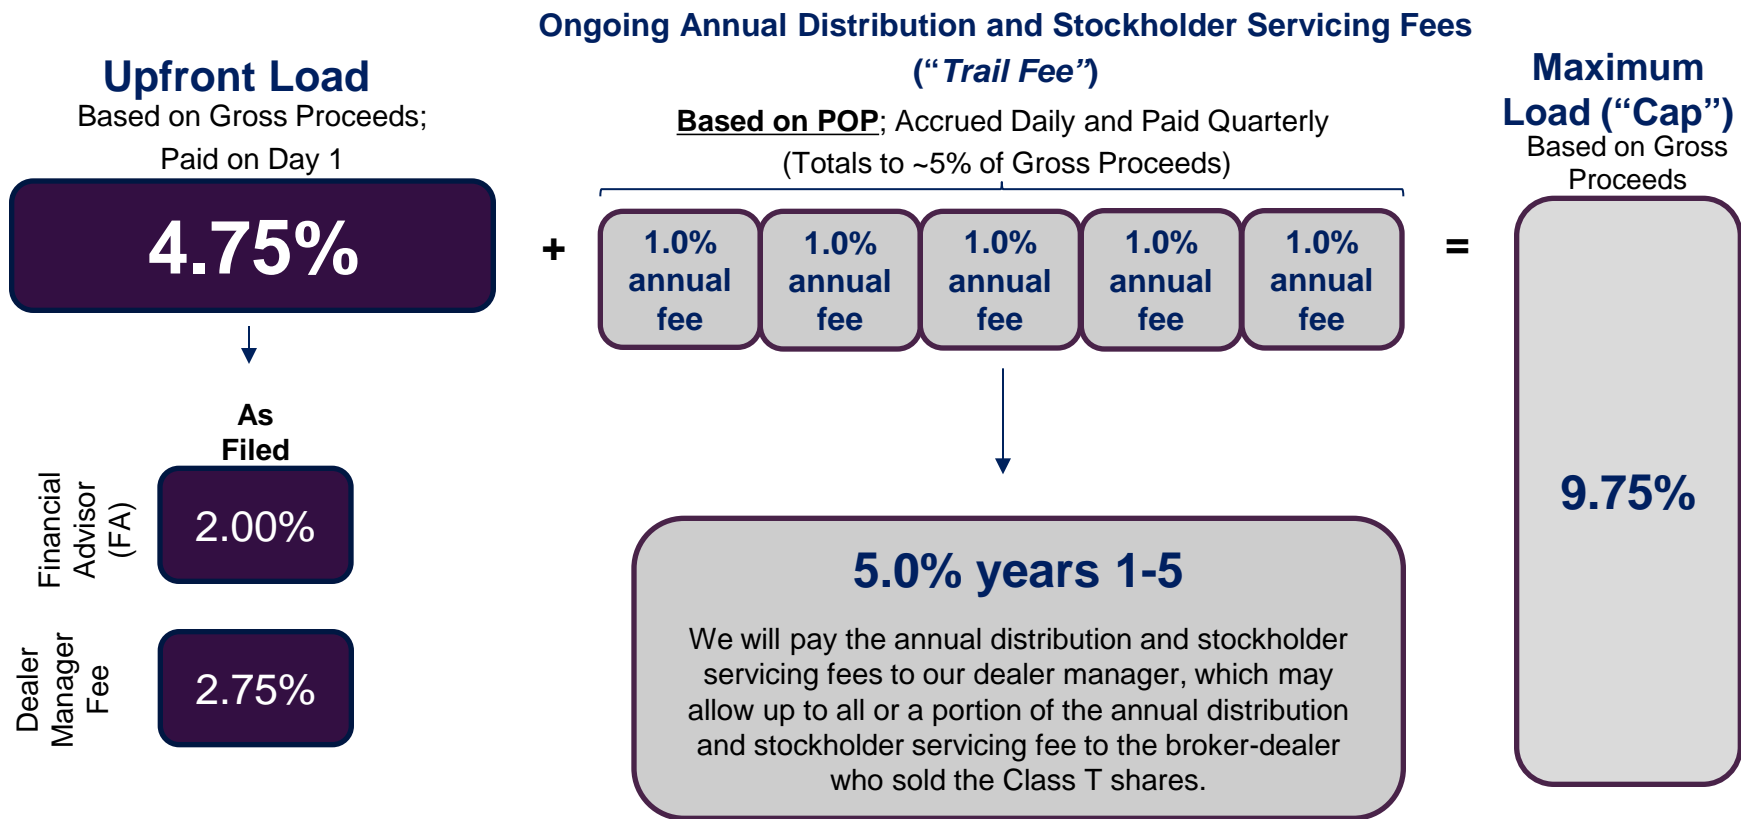 Upfront Load
Based on Gross Proceeds;
Paid on Day 1
4.75%
As
Filed
Financial
Advisor
(FA)
2.00%
Dealer
Manager
Fee
2.75%
+
Ongoing Annual Distribution and Stockholder Servicing Fees
(“Trail Fee”)
Based on POP; Accrued Daily and Paid Quarterly
(Totals to ~5% of Gross Proceeds)
1.0%
annual
fee
1.0%
annual
fee
1.0%
annual
fee
1.0%
annual
fee
1.0%
annual
fee
5.0% years 1-5
We will pay the annual distribution and stockholder
servicing fees to our dealer manager, which may
allow up to all or a portion of the annual distribution
and stockholder servicing fee to the broker-dealer
who sold the Class T shares.
=
Maximum
Load (“Cap”)
Based on Gross
Proceeds
9.75%